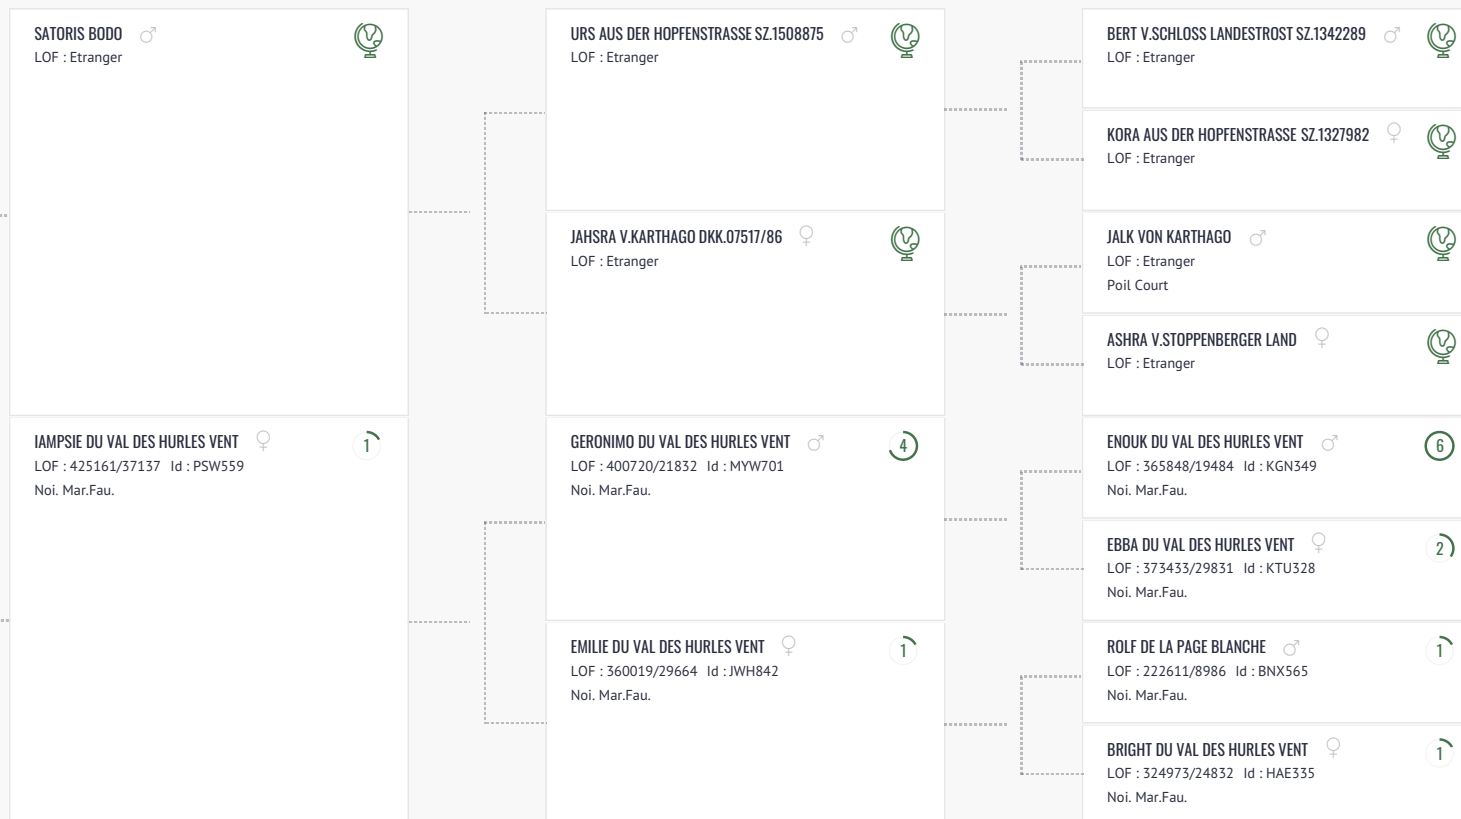 SATORIS BODO
LOF : Etranger
IAMPSIE DU VAL DES HURLES VENT 1
LOF : 425161/37137 Id : PSW559
Noi. Mar.Fau.
URS AUS DER HOPFENSTRASSE SZ.1508875
LOF : Etranger
JAHSRA V.KARTHAGO DKK.07517/86
LOF : Etranger
GERONIMO DU VAL DES HURLES VENT 4
LOF : 400720/21832 Id : MYW701
Noi. Mar.Fau.
EMILIE DU VAL DES HURLES VENT 1
LOF : 360019/29664 Id : JWH842
Noi. Mar.Fau.
BERT V.SCHLOSS LANDESTROST SZ.1342289
LOF : Etranger
KORA AUS DER HOPFENSTRASSE SZ.1327982
LOF : Etranger
JALK VON KARTHAGO
LOF : Etranger
Poil Court
ASHRA V.STOPPENBERGER LAND
LOF : Etranger
ENOUK DU VAL DES HURLES VENT 6
LOF : 365848/19484 Id : KGN349
Noi. Mar.Fau.
EBBA DU VAL DES HURLES VENT 2
LOF : 373433/29831 Id : KTU328
Noi. Mar.Fau.
ROLF DE LA PAGE BLANCHE 1
LOF : 222611/8986 Id : BNX565
Noi. Mar.Fau.
BRIGHT DU VAL DES HURLES VENT 1
LOF : 324973/24832 Id : HAE335
Noi. Mar.Fau.